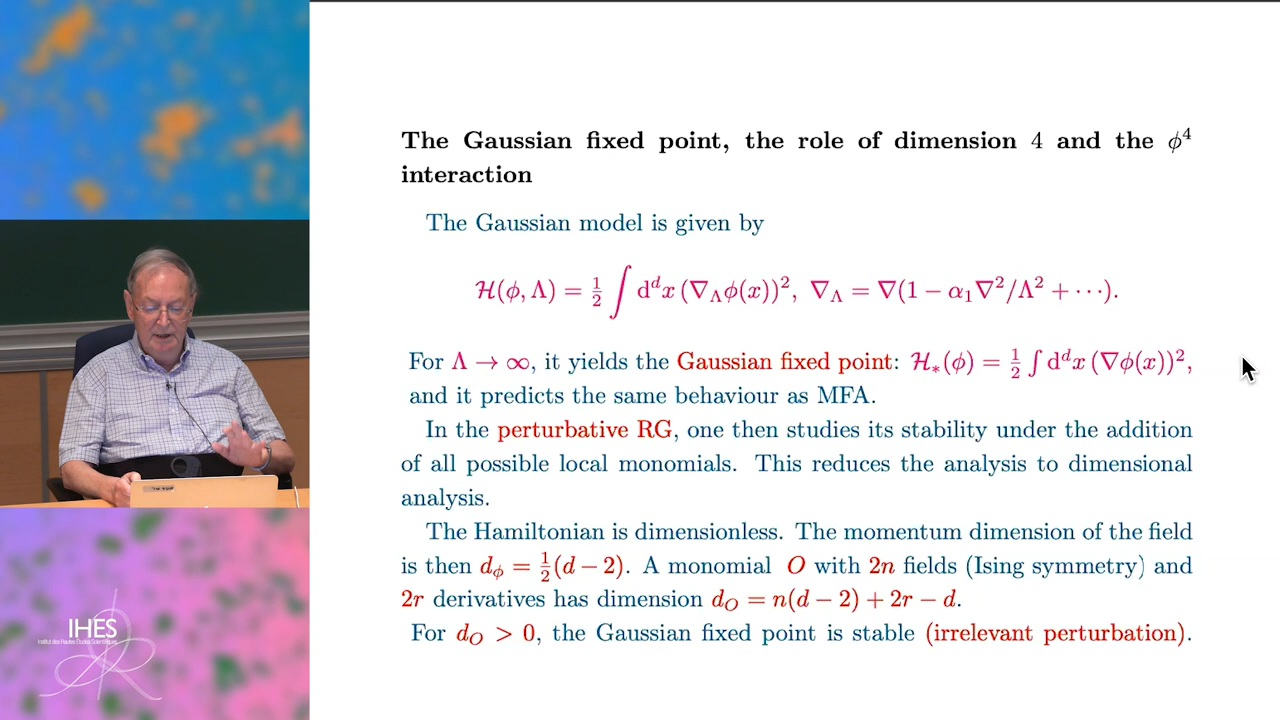 The Gaussian fixed point, the role of dimension 4 and the ϕ⁴
interaction
The Gaussian model is given by
ℋ(ϕ, Λ) = ½ ∫ dᵈx (∇_Λ ϕ(x))², ∇_Λ = ∇(1 − α₁∇²/Λ² + ⋯).
For Λ → ∞, it yields the Gaussian fixed point: ℋ_*(ϕ) = ½ ∫ dᵈx (∇ϕ(x))²,
and it predicts the same behaviour as MFA.
In the perturbative RG, one then studies its stability under the addition
of all possible local monomials. This reduces the analysis to dimensional
analysis.
The Hamiltonian is dimensionless. The momentum dimension of the field
is then d_ϕ = ½(d − 2). A monomial O with 2n fields (Ising symmetry) and
2r derivatives has dimension d_O = n(d − 2) + 2r − d.
For d_O > 0, the Gaussian fixed point is stable (irrelevant perturbation).
IHES
Institut des Hautes Études Scientifiques